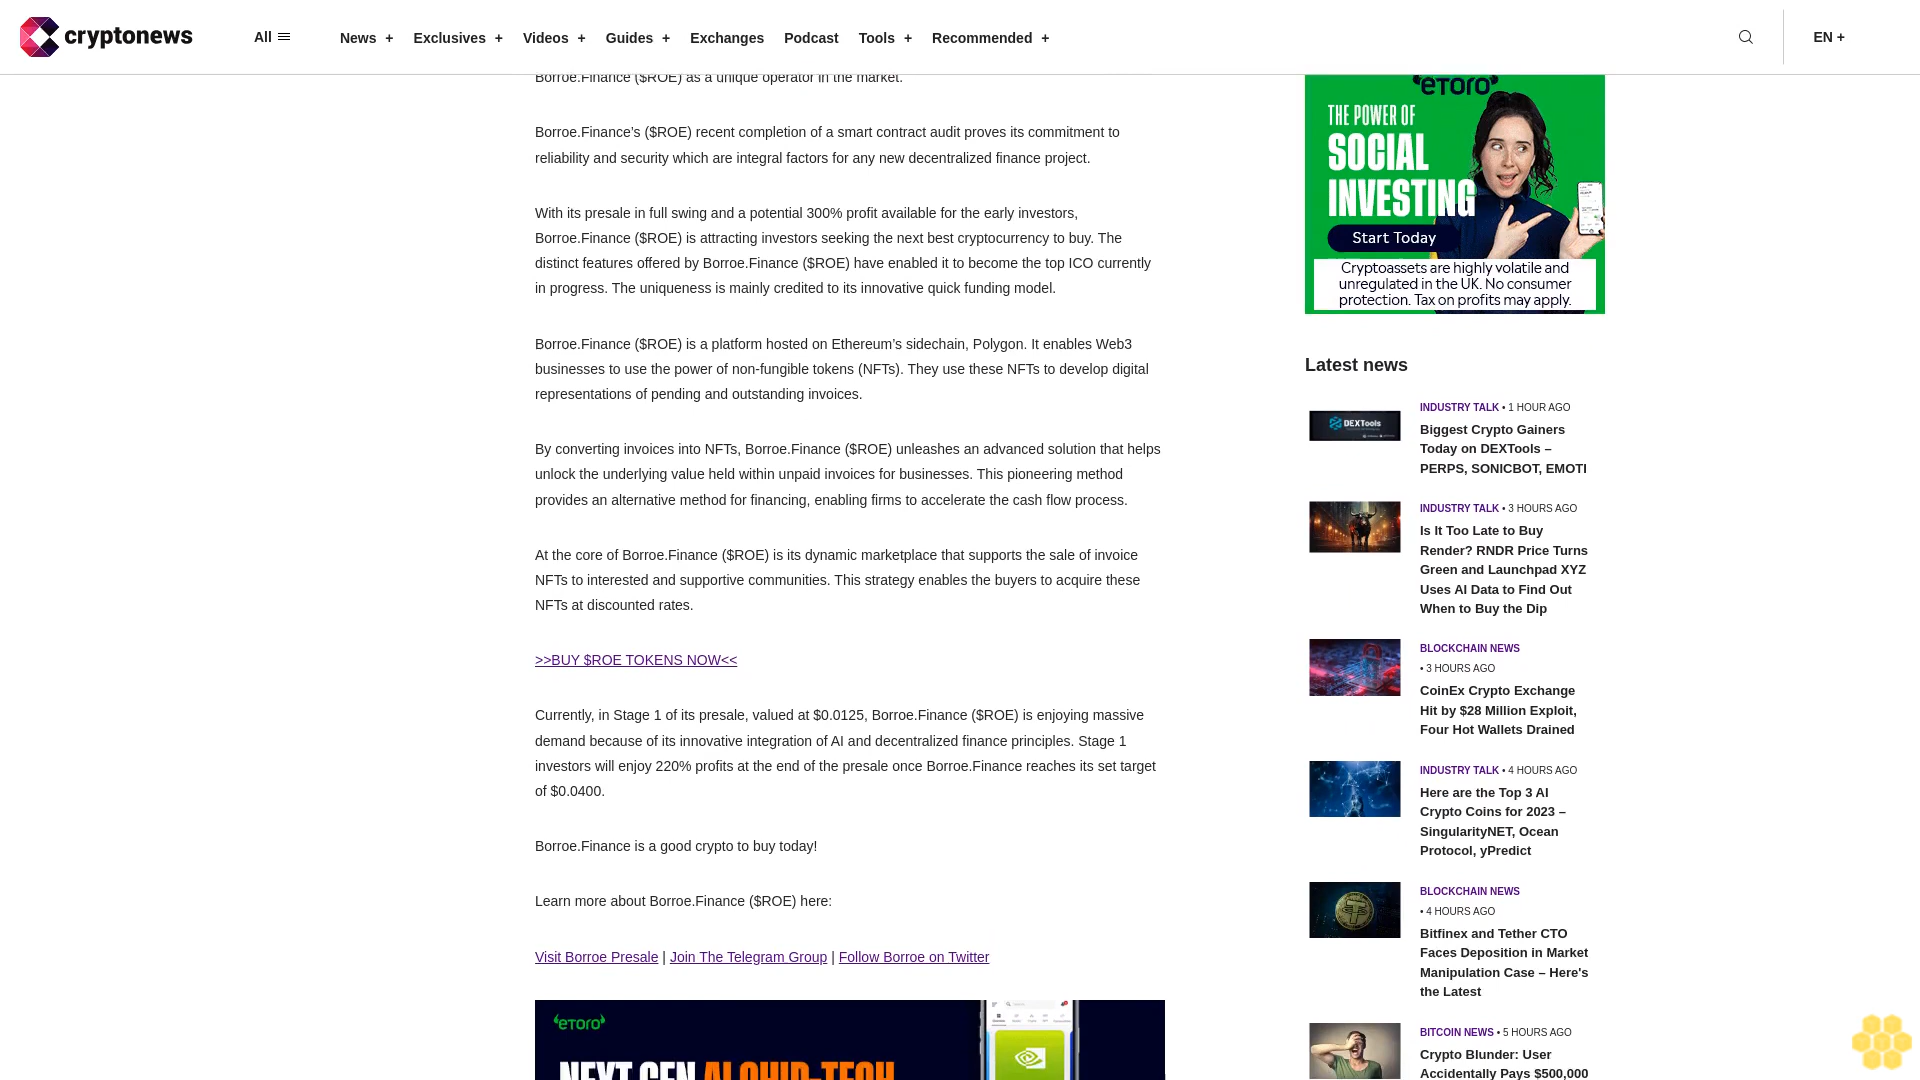 cryptonews
All
News +
Exclusives +
Videos +
Guides +
Exchanges
Podcast
Tools +
Recommended +
EN +
Borroe.Finance ($ROE) as a unique operator in the market.
Borroe.Finance’s ($ROE) recent completion of a smart contract audit proves its commitment to
reliability and security which are integral factors for any new decentralized finance project.
With its presale in full swing and a potential 300% profit available for the early investors,
Borroe.Finance ($ROE) is attracting investors seeking the next best cryptocurrency to buy. The
distinct features offered by Borroe.Finance ($ROE) have enabled it to become the top ICO currently
in progress. The uniqueness is mainly credited to its innovative quick funding model.
Borroe.Finance ($ROE) is a platform hosted on Ethereum’s sidechain, Polygon. It enables Web3
businesses to use the power of non-fungible tokens (NFTs). They use these NFTs to develop digital
representations of pending and outstanding invoices.
By converting invoices into NFTs, Borroe.Finance ($ROE) unleashes an advanced solution that helps
unlock the underlying value held within unpaid invoices for businesses. This pioneering method
provides an alternative method for financing, enabling firms to accelerate the cash flow process.
At the core of Borroe.Finance ($ROE) is its dynamic marketplace that supports the sale of invoice
NFTs to interested and supportive communities. This strategy enables the buyers to acquire these
NFTs at discounted rates.
>>BUY $ROE TOKENS NOW<<
Currently, in Stage 1 of its presale, valued at $0.0125, Borroe.Finance ($ROE) is enjoying massive
demand because of its innovative integration of AI and decentralized finance principles. Stage 1
investors will enjoy 220% profits at the end of the presale once Borroe.Finance reaches its set target
of $0.0400.
Borroe.Finance is a good crypto to buy today!
Learn more about Borroe.Finance ($ROE) here:
Visit Borroe Presale | Join The Telegram Group | Follow Borroe on Twitter
eToro
NEXT GEN ALCHID-TECH
eToro
THE POWER OF
SOCIAL
INVESTING
Start Today
Cryptoassets are highly volatile and
unregulated in the UK. No consumer
protection. Tax on profits may apply.
Latest news
DEXTools
INDUSTRY TALK • 1 HOUR AGO
Biggest Crypto Gainers
Today on DEXTools –
PERPS, SONICBOT, EMOTI
INDUSTRY TALK • 3 HOURS AGO
Is It Too Late to Buy
Render? RNDR Price Turns
Green and Launchpad XYZ
Uses AI Data to Find Out
When to Buy the Dip
BLOCKCHAIN NEWS
• 3 HOURS AGO
CoinEx Crypto Exchange
Hit by $28 Million Exploit,
Four Hot Wallets Drained
INDUSTRY TALK • 4 HOURS AGO
Here are the Top 3 AI
Crypto Coins for 2023 –
SingularityNET, Ocean
Protocol, yPredict
BLOCKCHAIN NEWS
• 4 HOURS AGO
Bitfinex and Tether CTO
Faces Deposition in Market
Manipulation Case – Here's
the Latest
BITCOIN NEWS • 5 HOURS AGO
Crypto Blunder: User
Accidentally Pays $500,000